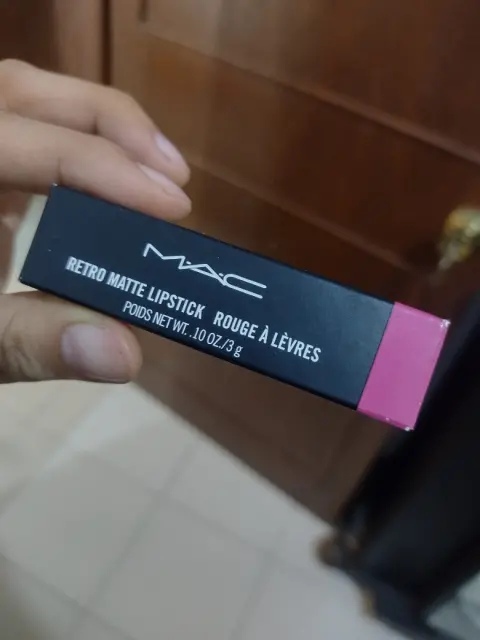 M·A·C
RETRO MATTE LIPSTICK ROUGE À LÈVRES
POIDS NET WT. .10 OZ./3 g